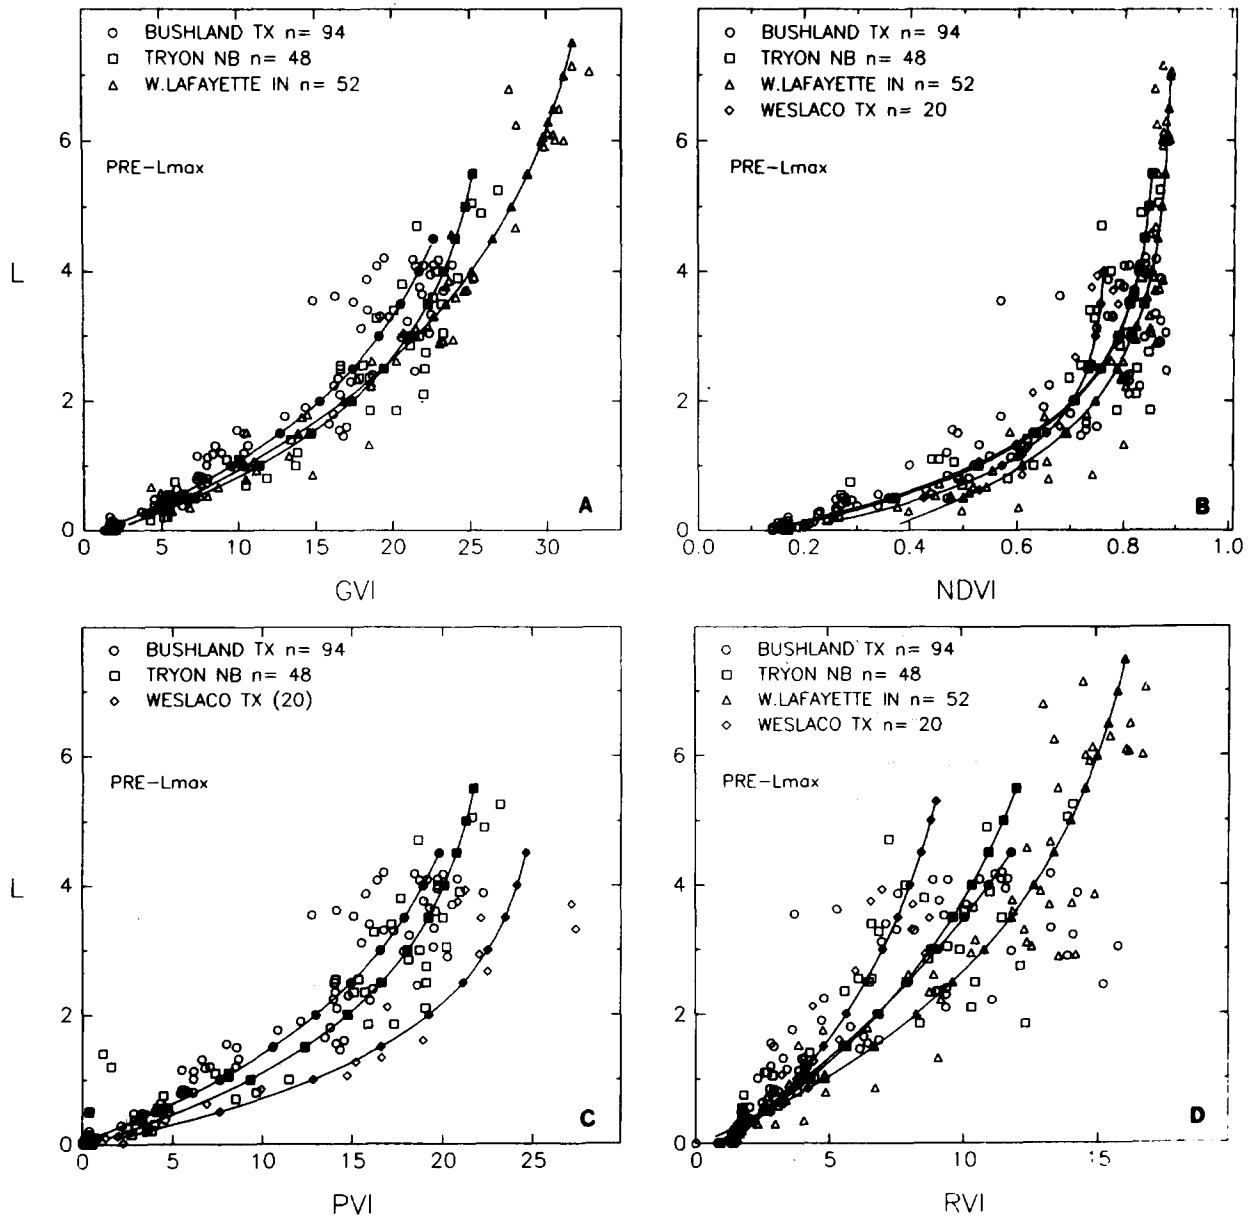 BUSHLAND TX n= 94
TRYON NB n= 48
W.LAFAYETTE IN n= 52
PRE-Lmax
L
6
4
2
0
A
0 5 10 15 20 25 30 35
GVI
BUSHLAND TX n= 94
TRYON NB n= 48
W.LAFAYETTE IN n= 52
WESLACO TX n= 20
PRE-Lmax
6
4
2
0
B
0.0 0.2 0.4 0.6 0.8 1.0
NDVI
BUSHLAND TX n= 94
TRYON NB n= 48
WESLACO TX (20)
PRE-Lmax
L
6
4
2
0
C
0 5 10 15 20 25 30
PVI
BUSHLAND TX n= 94
TRYON NB n= 48
W.LAFAYETTE IN n= 52
WESLACO TX n= 20
PRE-Lmax
6
4
2
0
D
0 5 10 15
RVI